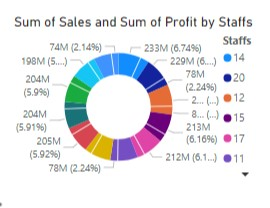 Sum of Sales and Sum of Profit by Staffs
74M (2.14%)
233M (6.74%)
Staffs
198M (5....)
229M (6....)
14
204M
(5.9%)
78M
(2.24%)
20
2... (...)
12
204M
(5.91%)
8... (...)
15
213M
(6.16%)
17
205M
(5.92%)
212M (6.1...)
11
78M (2.24%)